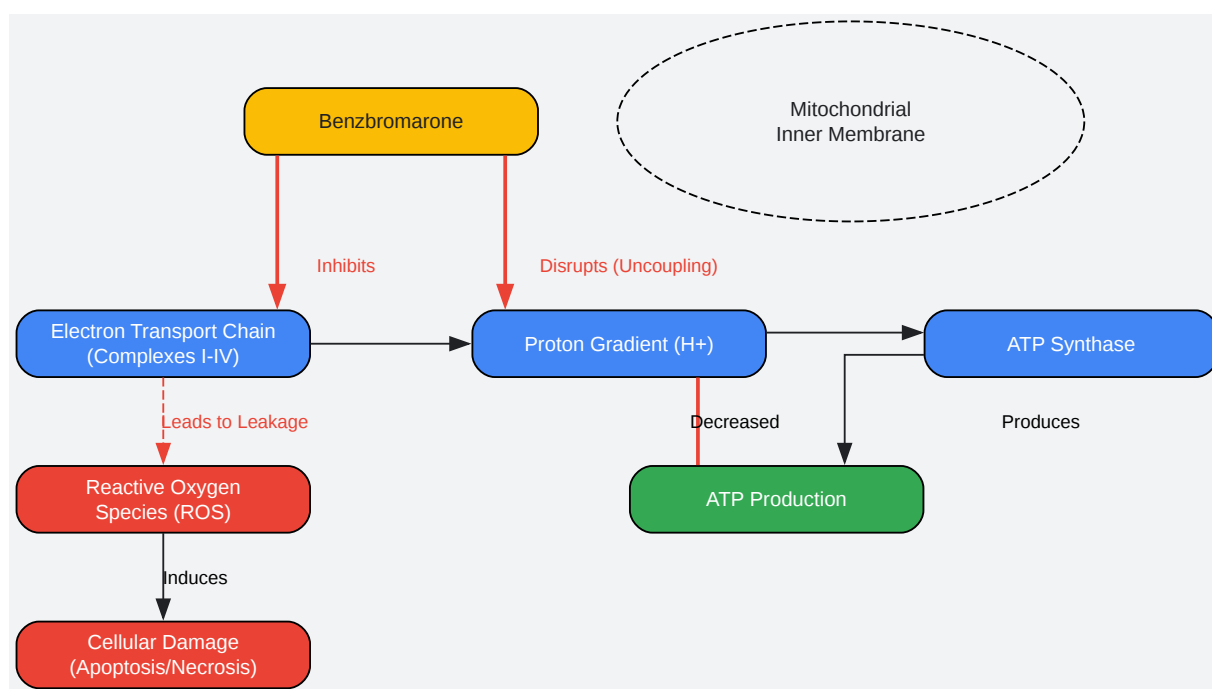 Mitochondrial
Inner Membrane
Benzbromarone
Inhibits
Disrupts (Uncoupling)
Electron Transport Chain
(Complexes I-IV)
Proton Gradient (H+)
ATP Synthase
Leads to Leakage
Decreased
Produces
Reactive Oxygen
Species (ROS)
ATP Production
Induces
Cellular Damage
(Apoptosis/Necrosis)